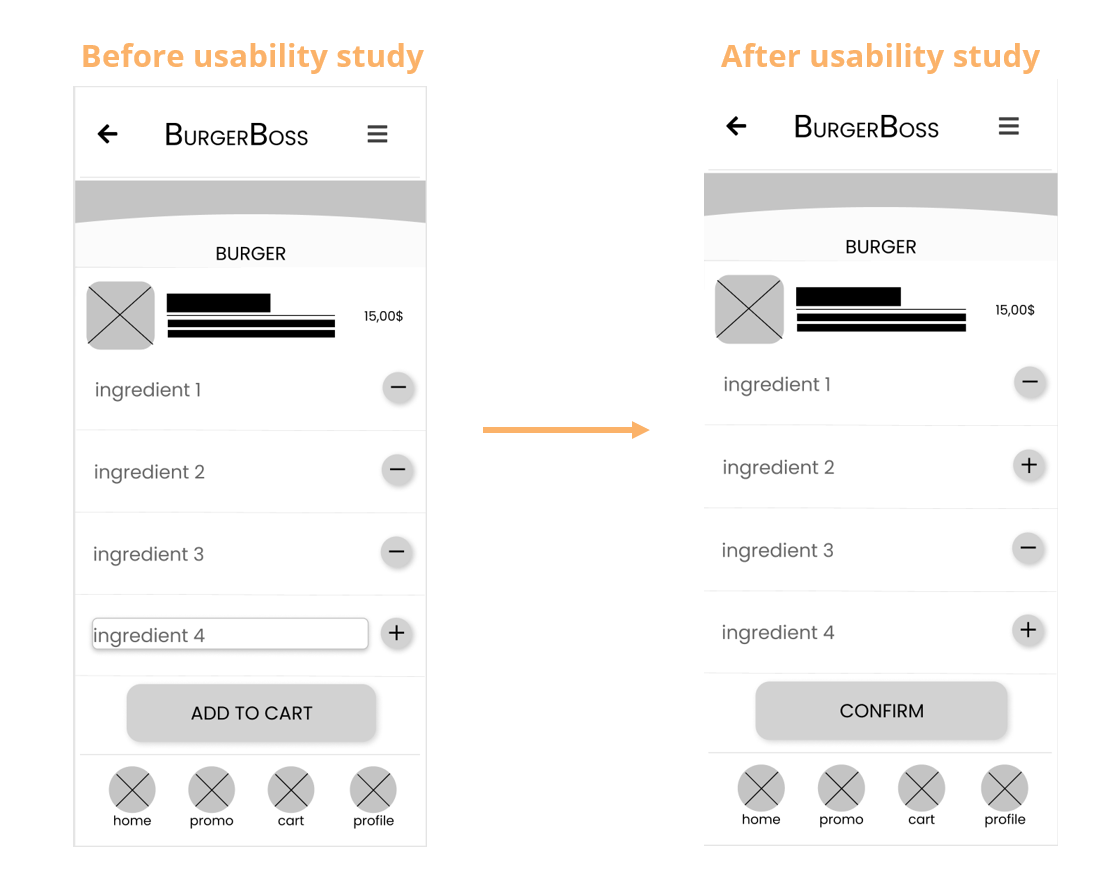 Before usability study
BURGERBOSS
BURGER
15,00$
ingredient 1
ingredient 2
ingredient 3
ingredient 4
ADD TO CART
home promo cart profile
After usability study
BURGERBOSS
BURGER
15,00$
ingredient 1
ingredient 2
ingredient 3
ingredient 4
CONFIRM
home promo cart profile